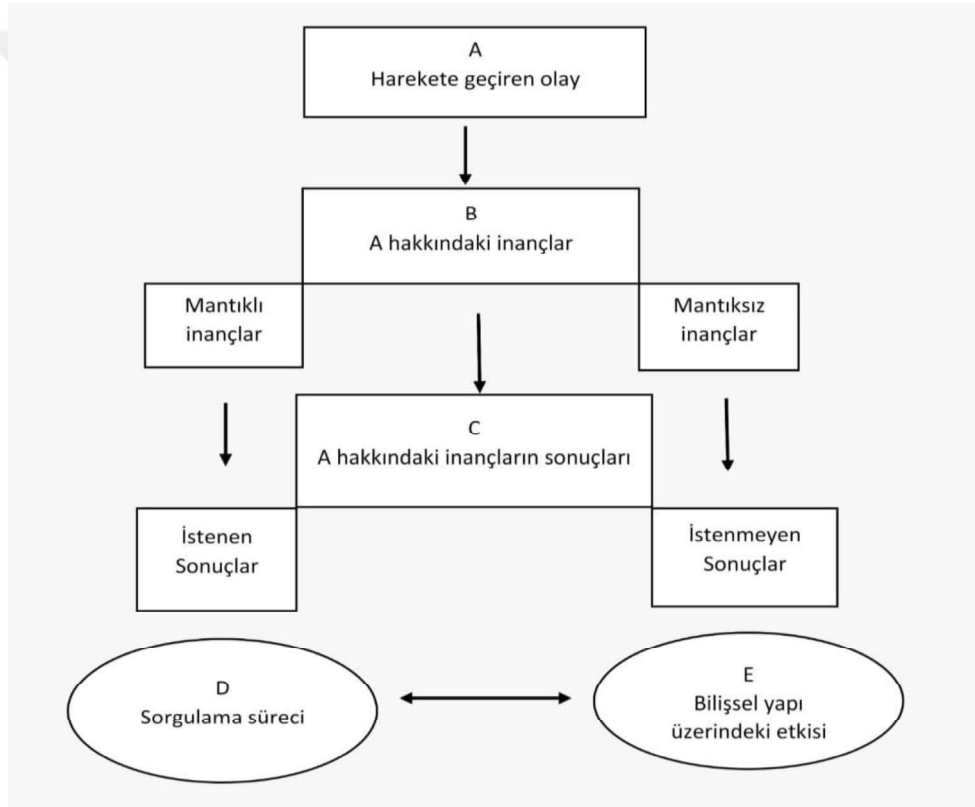 A
Harekete geçiren olay
B
A hakkındaki inançlar
Mantıklı
inançlar
Mantıksız
inançlar
C
A hakkındaki inançların sonuçları
İstenen
Sonuçlar
İstenmeyen
Sonuçlar
D
Sorgulama süreci
E
Bilişsel yapı
üzerindeki etkisi